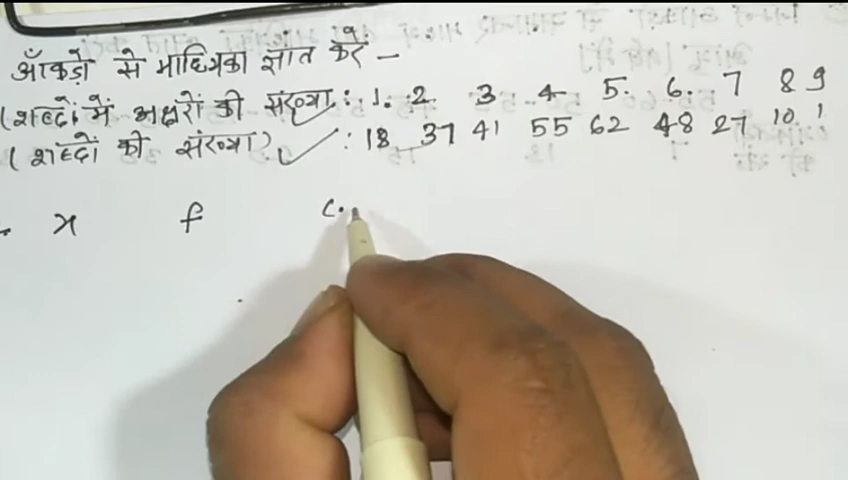 आँकड़ो से माध्यिका ज्ञात करे -
(शब्दों में अक्षरों की संख्या : 1. 2 3 4 5. 6. 7 8 9
( शब्दों की संख्या) ✓ : 18 37 41 55 62 48 27 10 1
x f c.